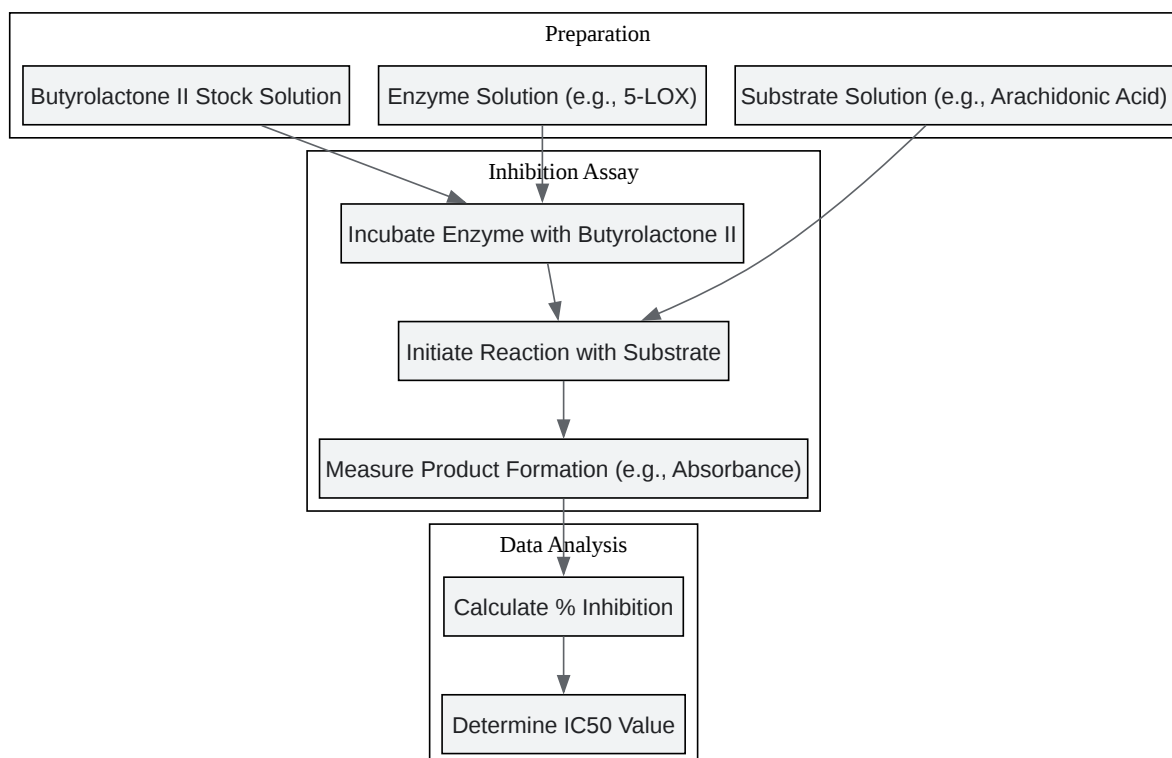 Preparation
Butyrolactone II Stock Solution
Enzyme Solution (e.g., 5-LOX)
Substrate Solution (e.g., Arachidonic Acid)
Inhibition Assay
Incubate Enzyme with Butyrolactone II
Initiate Reaction with Substrate
Measure Product Formation (e.g., Absorbance)
Data Analysis
Calculate % Inhibition
Determine IC50 Value